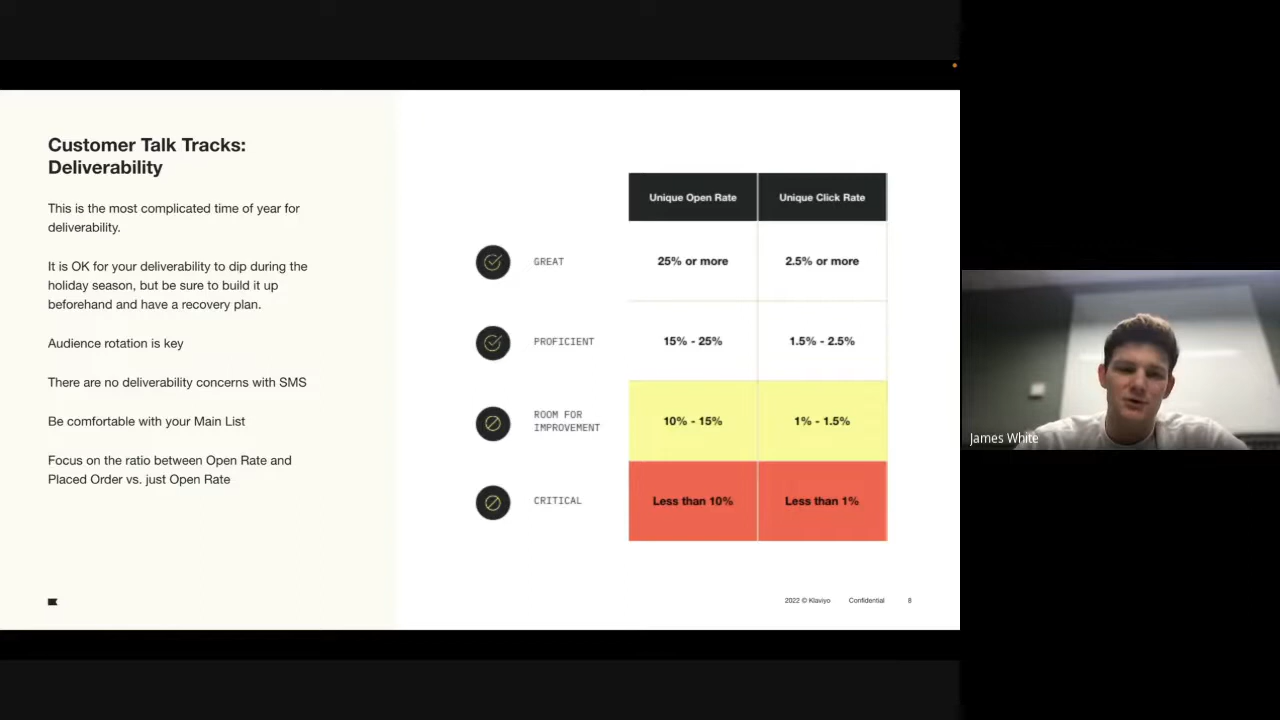 Customer Talk Tracks:
Deliverability
This is the most complicated time of year for
deliverability.
It is OK for your deliverability to dip during the
holiday season, but be sure to build it up
beforehand and have a recovery plan.
Audience rotation is key
There are no deliverability concerns with SMS
Be comfortable with your Main List
Focus on the ratio between Open Rate and
Placed Order vs. just Open Rate
Unique Open Rate Unique Click Rate
GREAT 25% or more 2.5% or more
PROFICIENT 15% - 25% 1.5% - 2.5%
ROOM FOR
IMPROVEMENT 10% - 15% 1% - 1.5%
CRITICAL Less than 10% Less than 1%
2022 © Klaviyo Confidential 8
James White